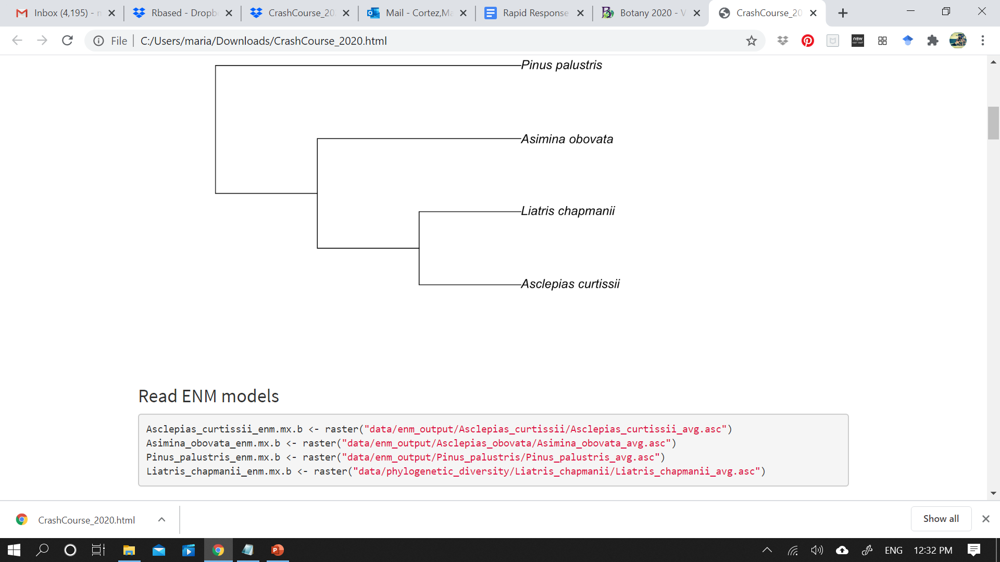 Inbox (4,195) - n
Rbased - Dropb
CrashCourse_20
Mail - Cortez,Ma
Rapid Response
Botany 2020 - V
CrashCourse_20
File
C:/Users/maria/Downloads/CrashCourse_2020.html
Pinus palustris
Asimina obovata
Liatris chapmanii
Asclepias curtissii
Read ENM models
Asclepias_curtissii_enm.mx.b <- raster("data/enm_output/Asclepias_curtissii/Asclepias_curtissii_avg.asc")
Asimina_obovata_enm.mx.b <- raster("data/enm_output/Asclepias_obovata/Asimina_obovata_avg.asc")
Pinus_palustris_enm.mx.b <- raster("data/enm_output/Pinus_palustris/Pinus_palustris_avg.asc")
Liatris_chapmanii_enm.mx.b <- raster("data/phylogenetic_diversity/Liatris_chapmanii/Liatris_chapmanii_avg.asc")
CrashCourse_2020.html
Show all
ENG
12:32 PM